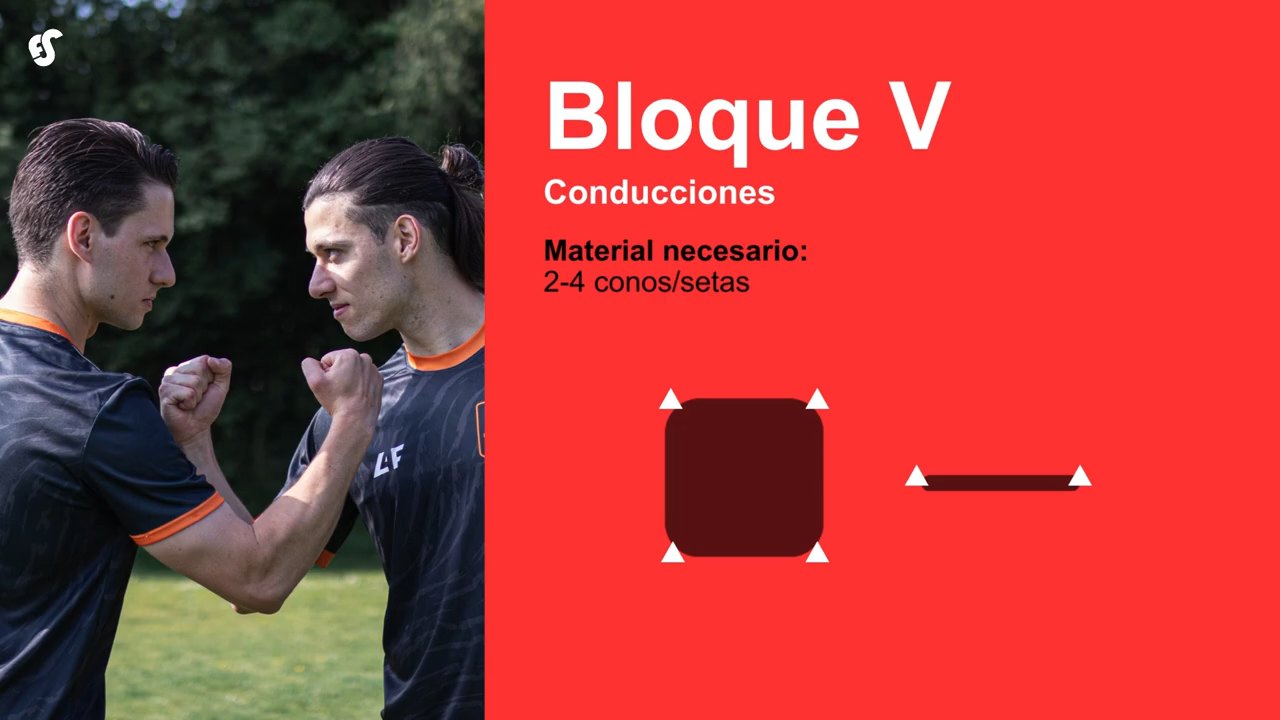 Bloque V
Conducciones
Material necesario:
2-4 conos/setas